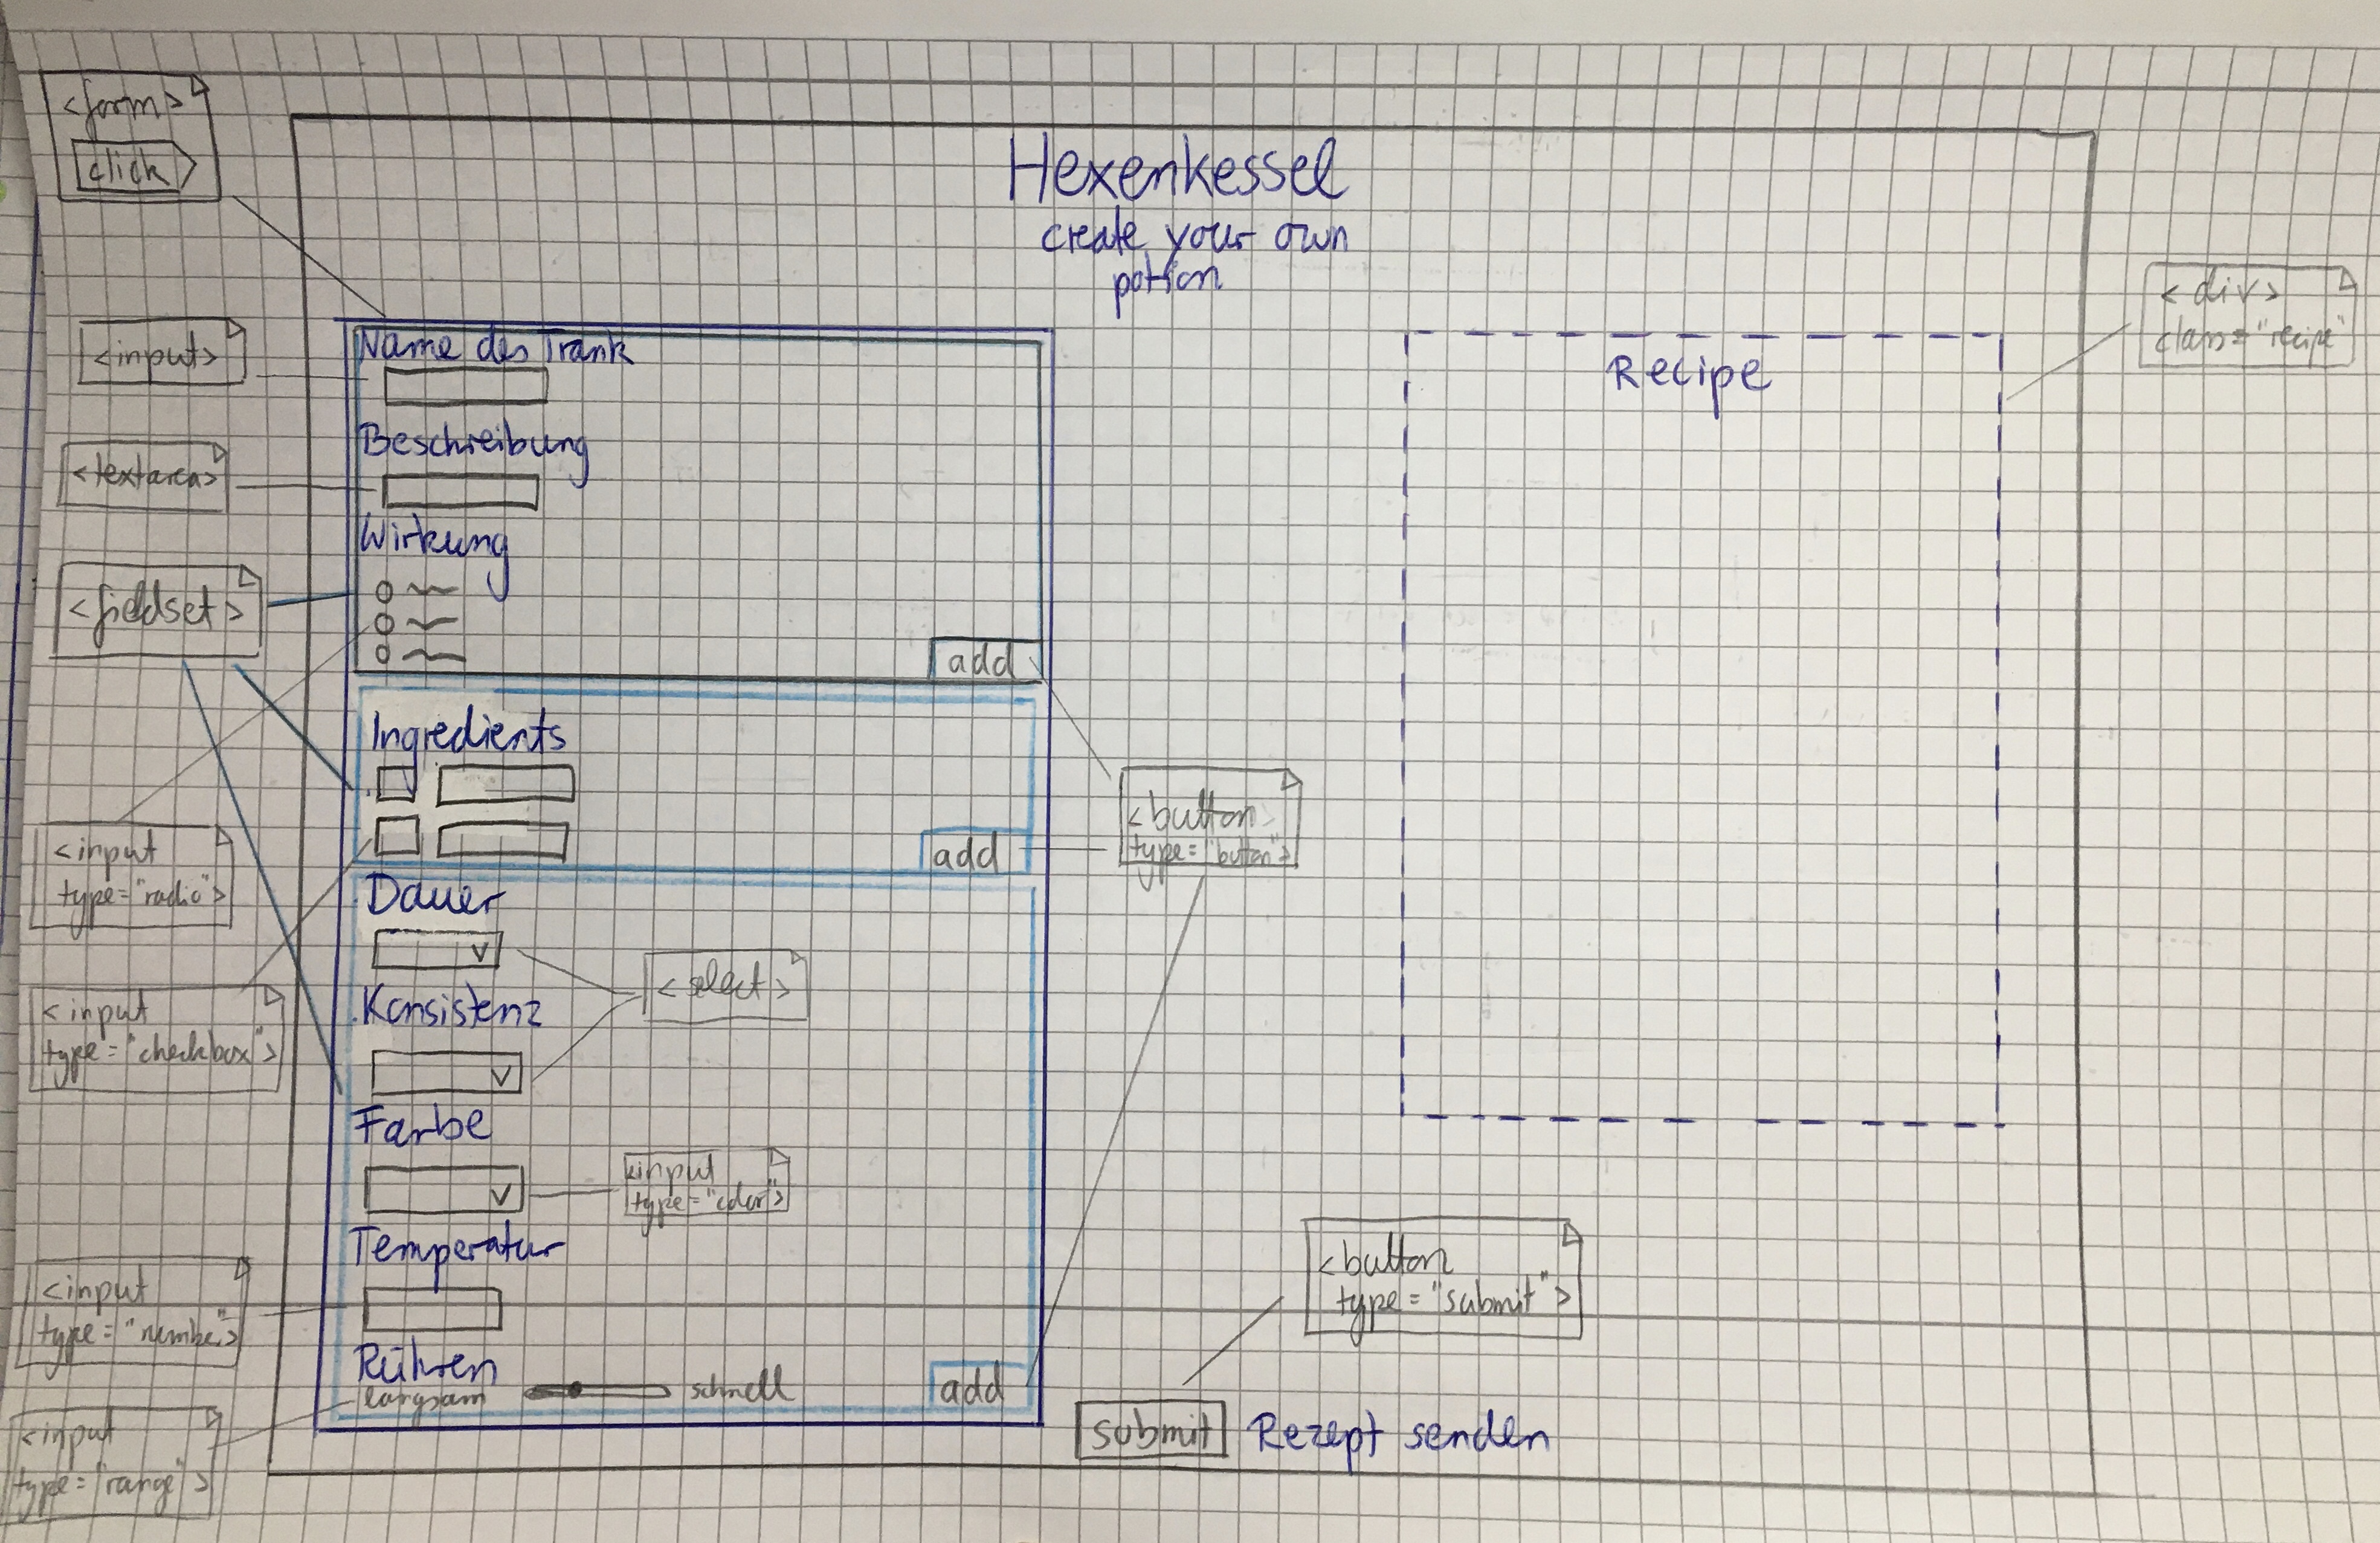 <form>
click
Hexenkessel
create your own
potion
<div>
class="recipe"
<input>
Name des Trank
Recipe
<textarea>
Beschreibung
Wirkung
<fieldset>
add
Ingredients
<button>
type="button">
<input
type="radio">
add
Dauer
<select>
<input
type="checkbox">
Konsistenz
Farbe
<input
type="color">
Temperatur
<input
type="number">
<button
type="submit">
Rühren
langsam schnell
add
<input
type="range">
submit Rezept senden